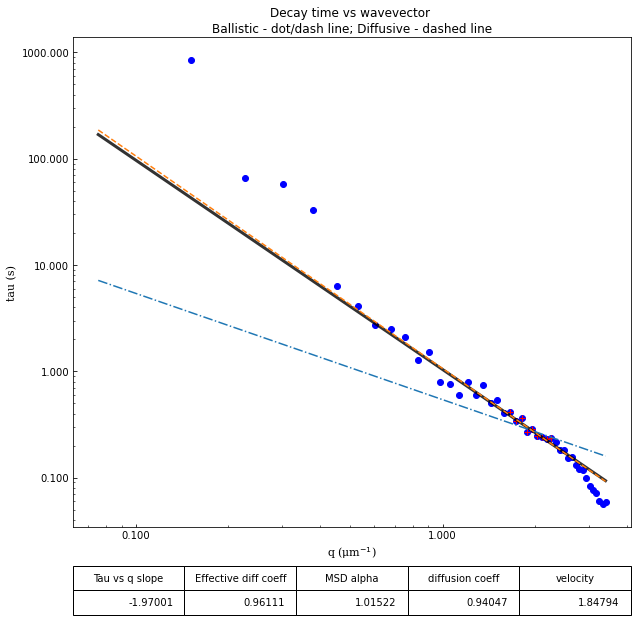 Decay time vs wavevector
Ballistic - dot/dash line; Diffusive - dashed line
1000.000
100.000
10.000
1.000
0.100
tau (s)
0.100
1.000
q (μm⁻¹)
Tau vs q slope Effective diff coeff MSD alpha diffusion coeff velocity
-1.97001 0.96111 1.01522 0.94047 1.84794